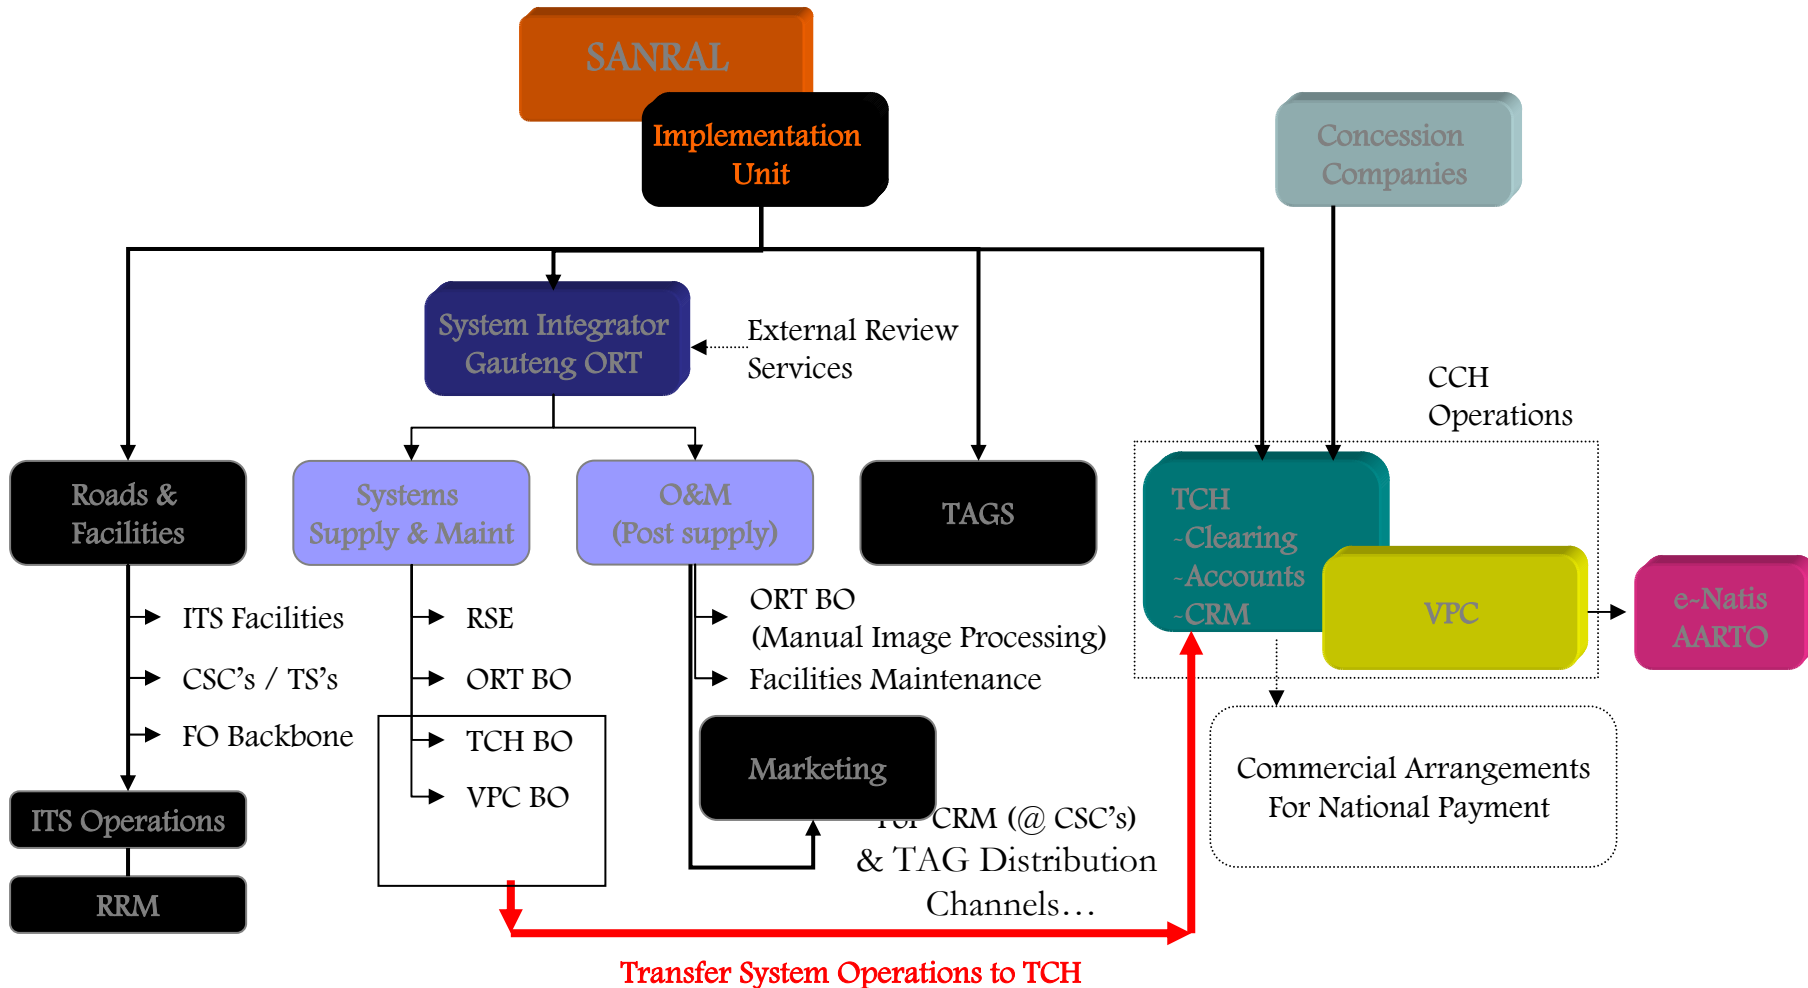 SANRAL
Implementation
Unit
Concession
Companies
System Integrator
Gauteng ORT
External Review
Services
CCH
Operations
Roads &
Facilities
Systems
Supply & Maint
O&M
(Post supply)
TAGS
TCH
~Clearing
~Accounts
~CRM
VPC
e~Natis
AARTO
ITS Facilities
CSC's / TS's
FO Backbone
ITS Operations
RRM
RSE
ORT BO
TCH BO
VPC BO
ORT BO
(Manual Image Processing)
Facilities Maintenance
Marketing
CRM (@ CSC's)
& TAG Distribution
Channels…
Commercial Arrangements
For National Payment
Transfer System Operations to TCH